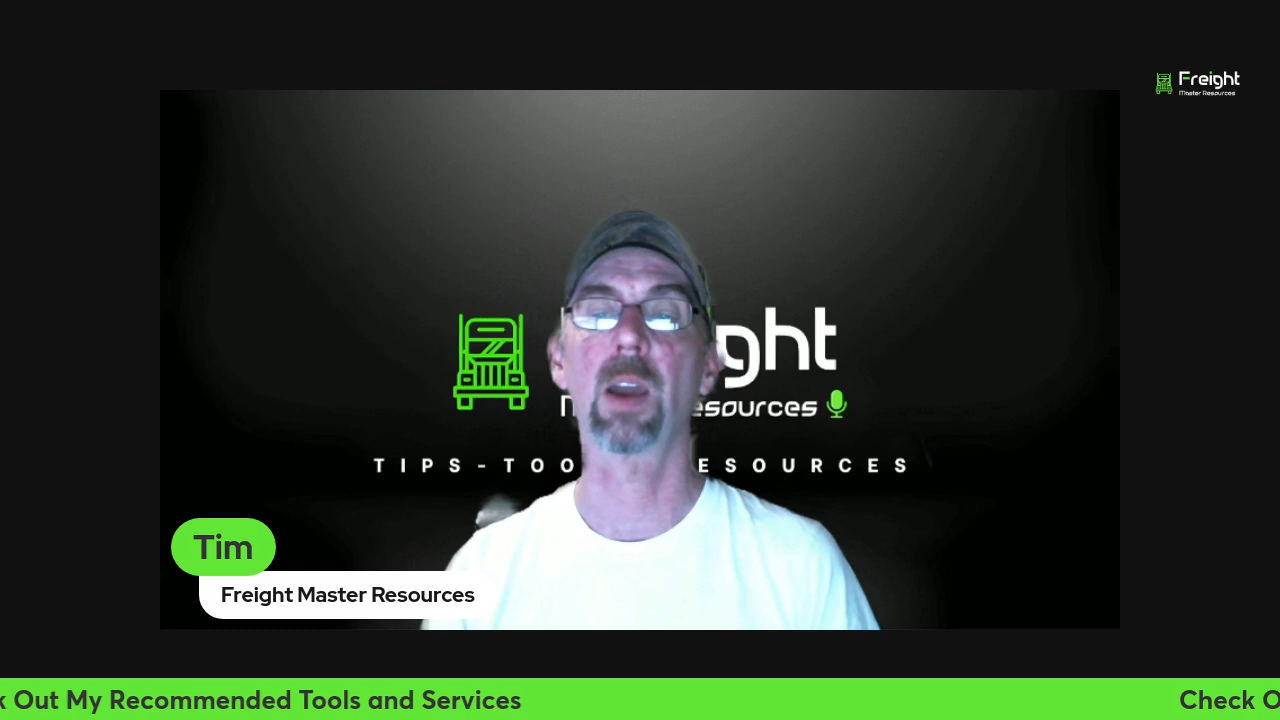 Freight
Master Resources
ght
esources
TIPS-TOO ESOURCES
Tim
Freight Master Resources
k Out My Recommended Tools and Services
Check O